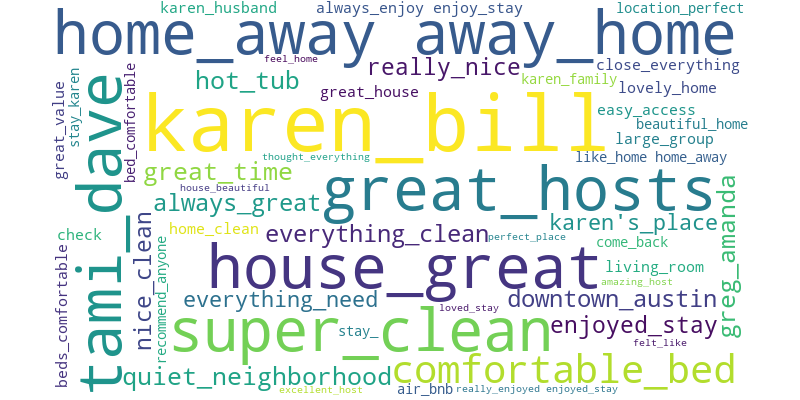 karen_husband
always_enjoy
enjoy_stay
location_perfect
home_away
away_home
feel_home
really_nice
close_everything
hot_tub
karen_family
lovely_home
great_value
stay_karen
bed_comfortable
great_house
karen_bill
easy_access
beautiful_home
large_group
tami_dave
thought_everything
like_home
home_away
great_time
great_hosts
house_beautiful
always_great
karen's_place
greg_amanda
check
home_clean
everything_clean
perfect_place
come_back
nice_clean
recommend_anyone
beds_comfortable
house_great
living_room
amazing_host
everything_need
loved_stay
downtown_austin
super_clean
stay_
enjoyed_stay
felt_like
quiet_neighborhood
comfortable_bed
excellent_host
air_bnb
really_enjoyed
enjoyed_stay